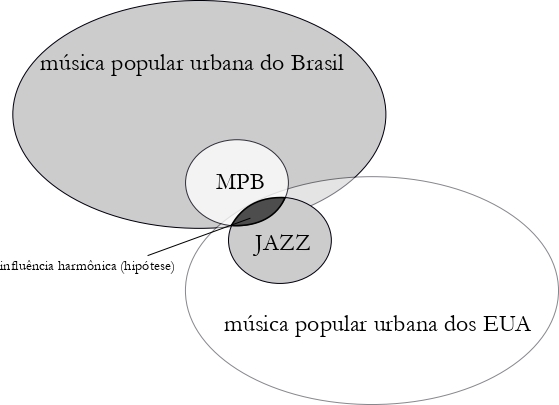 música popular urbana do Brasil
MPB
JAZZ
influência harmônica (hipótese)
música popular urbana dos EUA